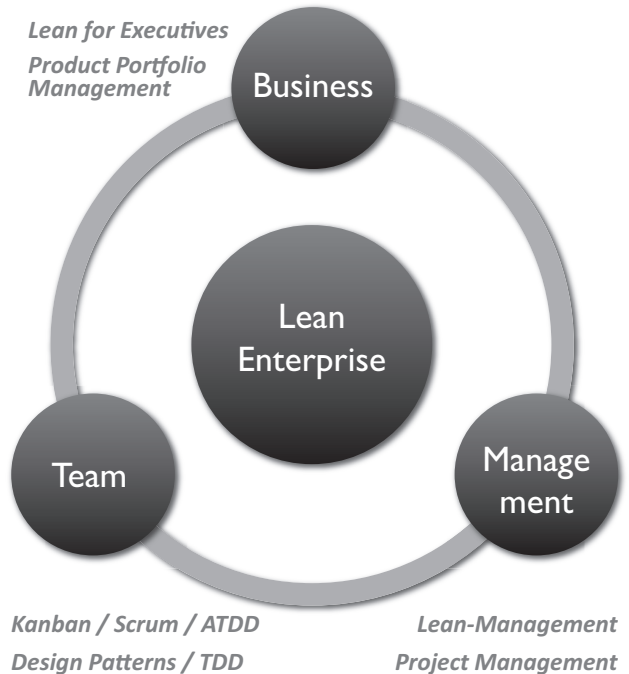 Lean for Executives
Product Portfolio
Management
Business
Lean
Enterprise
Team
Manage
ment
Kanban / Scrum / ATDD
Design Patterns / TDD
Lean-Management
Project Management